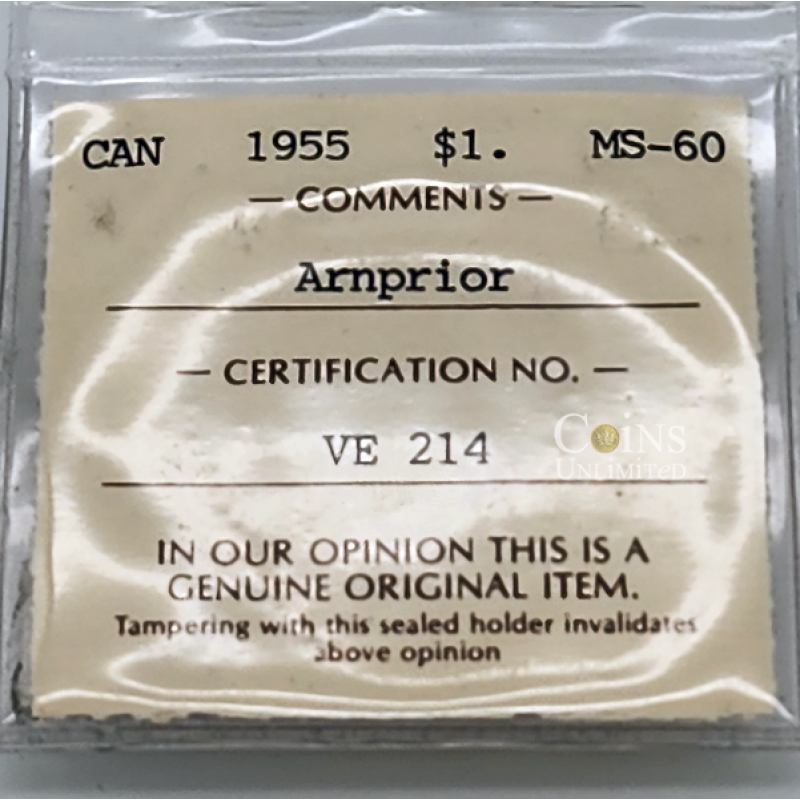 CAN 1955 $1. MS-60
— COMMENTS —
Arnprior
— CERTIFICATION NO. —
VE 214
COiNS
UNLiMiTED
IN OUR OPINION THIS IS A
GENUINE ORIGINAL ITEM.
Tampering with this sealed holder invalidates
above opinion